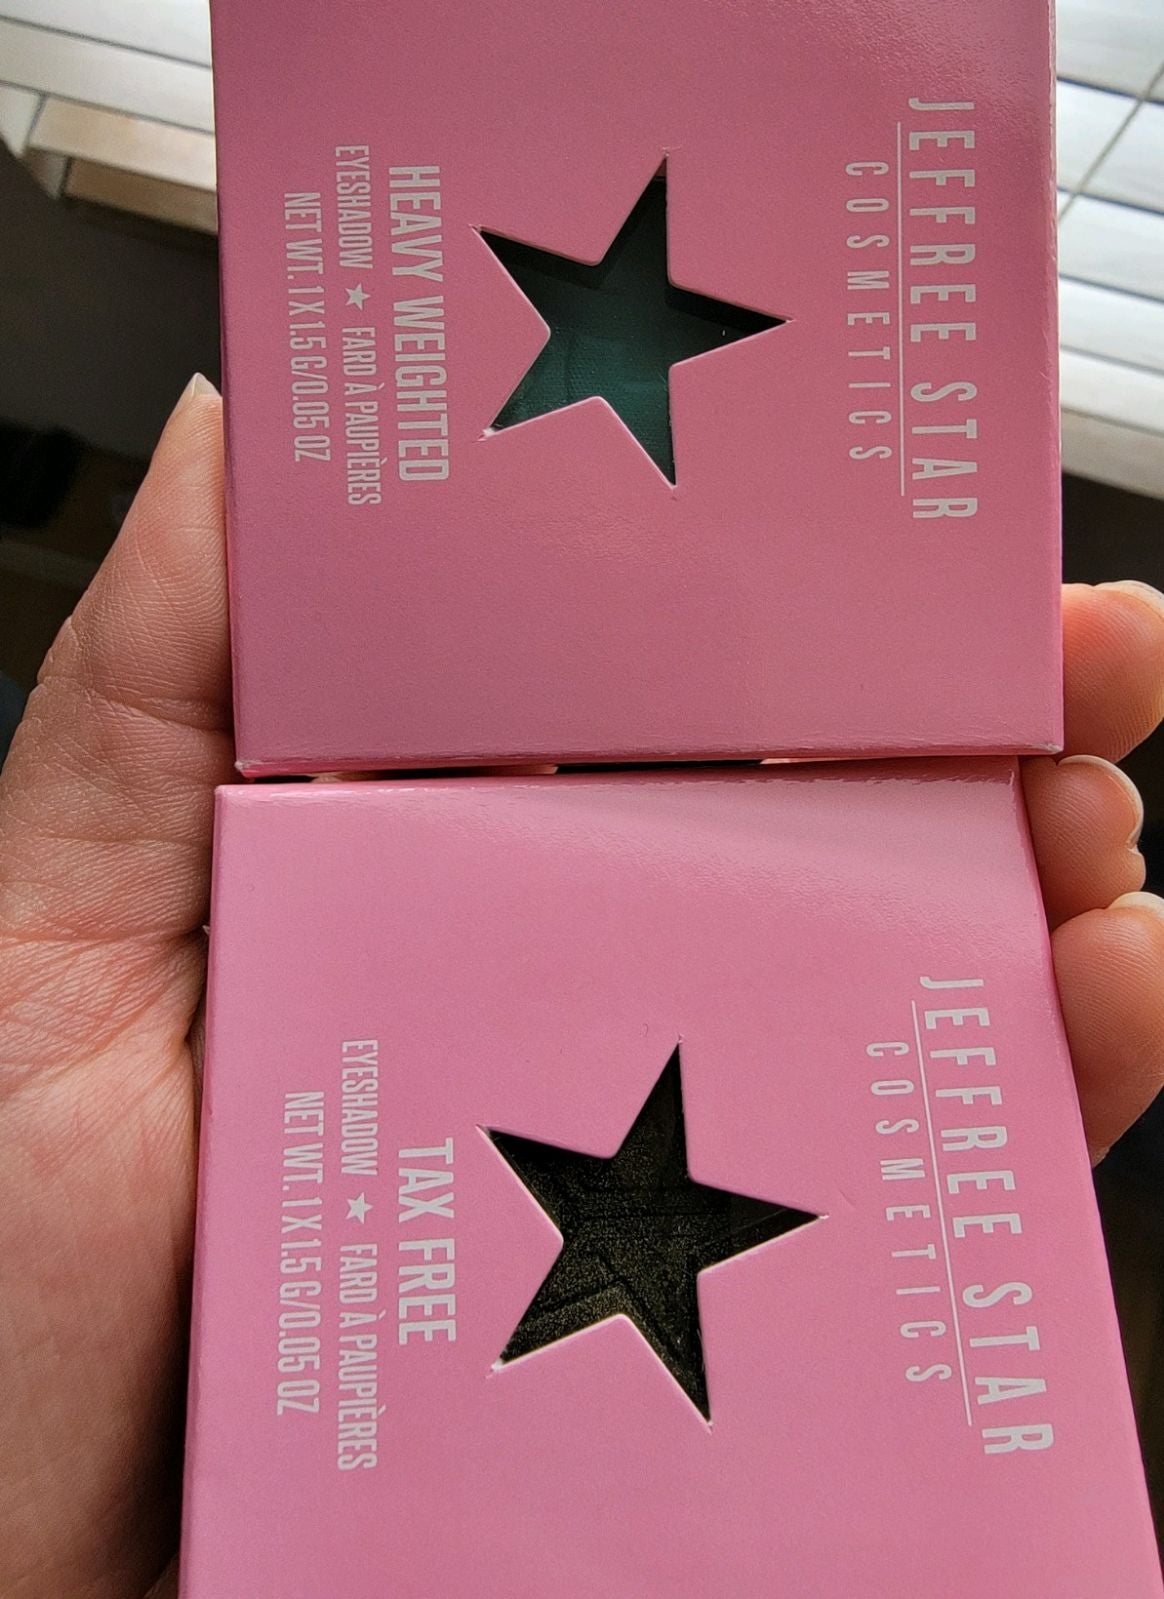 JEFFREE STAR
COSMETICS
HEAVY WEIGHTED
EYESHADOW ★ FARD À PAUPIÈRES
NET WT. 1 X 1.5 G/0.05 OZ
JEFFREE STAR
COSMETICS
TAX FREE
EYESHADOW ★ FARD À PAUPIÈRES
NET WT. 1 X 1.5 G/0.05 OZ